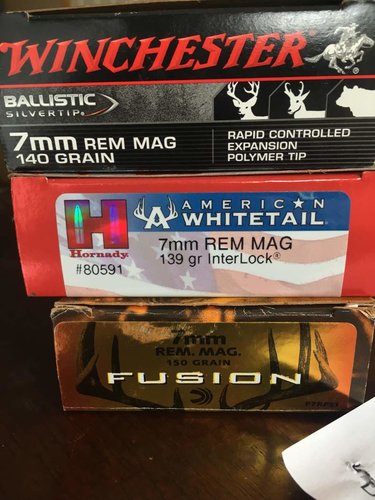 WINCHESTER
BALLISTIC
SILVERTIP
7mm REM MAG
140 GRAIN
RAPID CONTROLLED
EXPANSION
POLYMER TIP
H
Hornady
#80591
AMERICAN
WHITETAIL
7mm REM MAG
139 gr InterLock®
7mm
REM. MAG.
150 GRAIN
FUSION